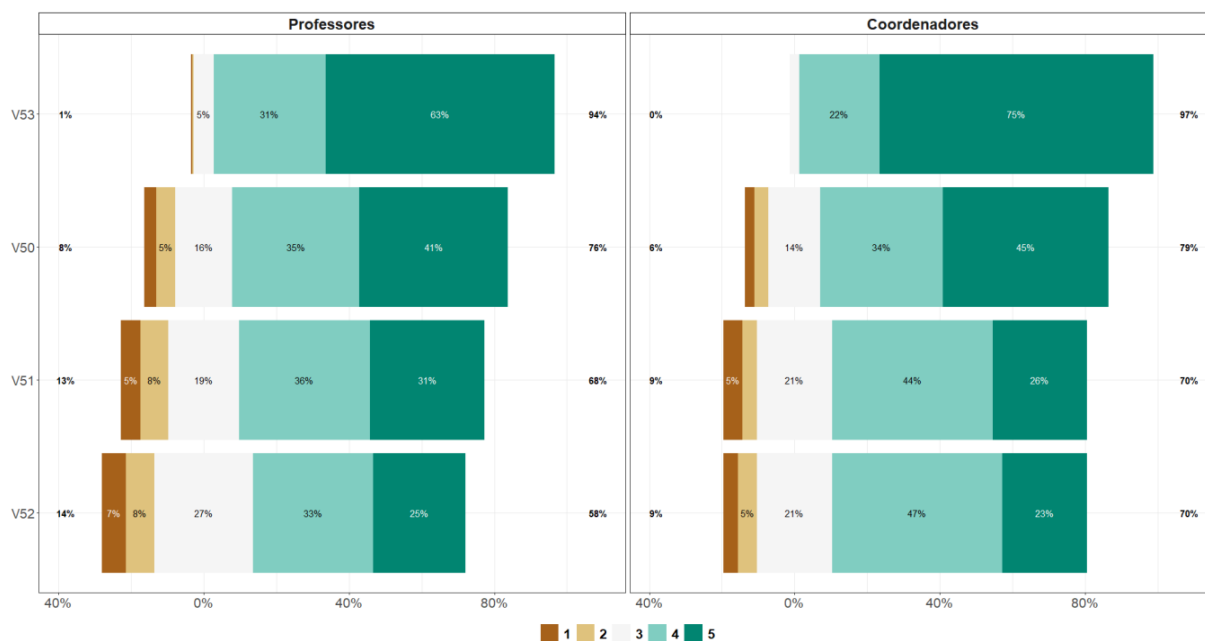 Professores Coordenadores
V53 1% 5% 31% 63% 94% 0% 22% 75% 97%
V50 8% 5% 16% 35% 41% 76% 6% 14% 34% 45% 79%
V51 13% 5% 8% 19% 36% 31% 68% 9% 5% 21% 44% 26% 70%
V52 14% 7% 8% 27% 33% 25% 58% 9% 5% 21% 47% 23% 70%
40% 0% 40% 80% 40% 0% 40% 80%
1 2 3 4 5